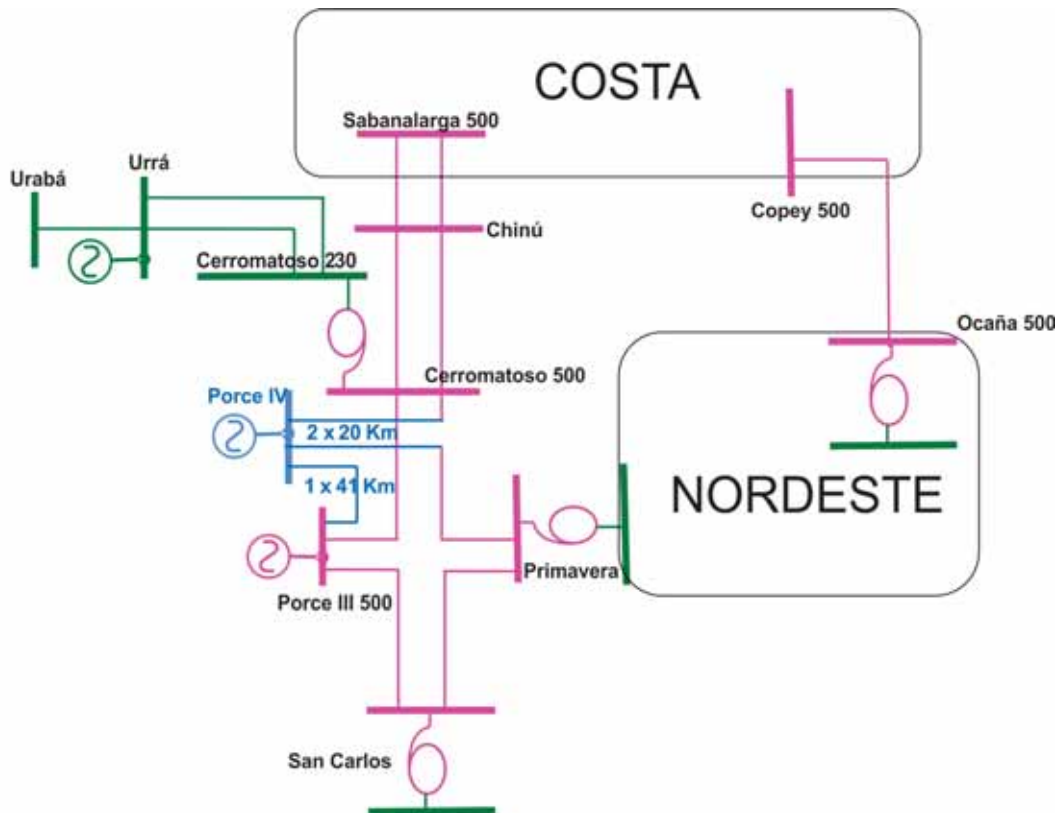 COSTA
Sabanalarga 500
Urrá
Urabá
Copey 500
Chinú
Cerromatoso 230
Ocaña 500
Cerromatoso 500
Porce IV
2 x 20 Km
1 x 41 Km
NORDESTE
Primavera
Porce III 500
San Carlos